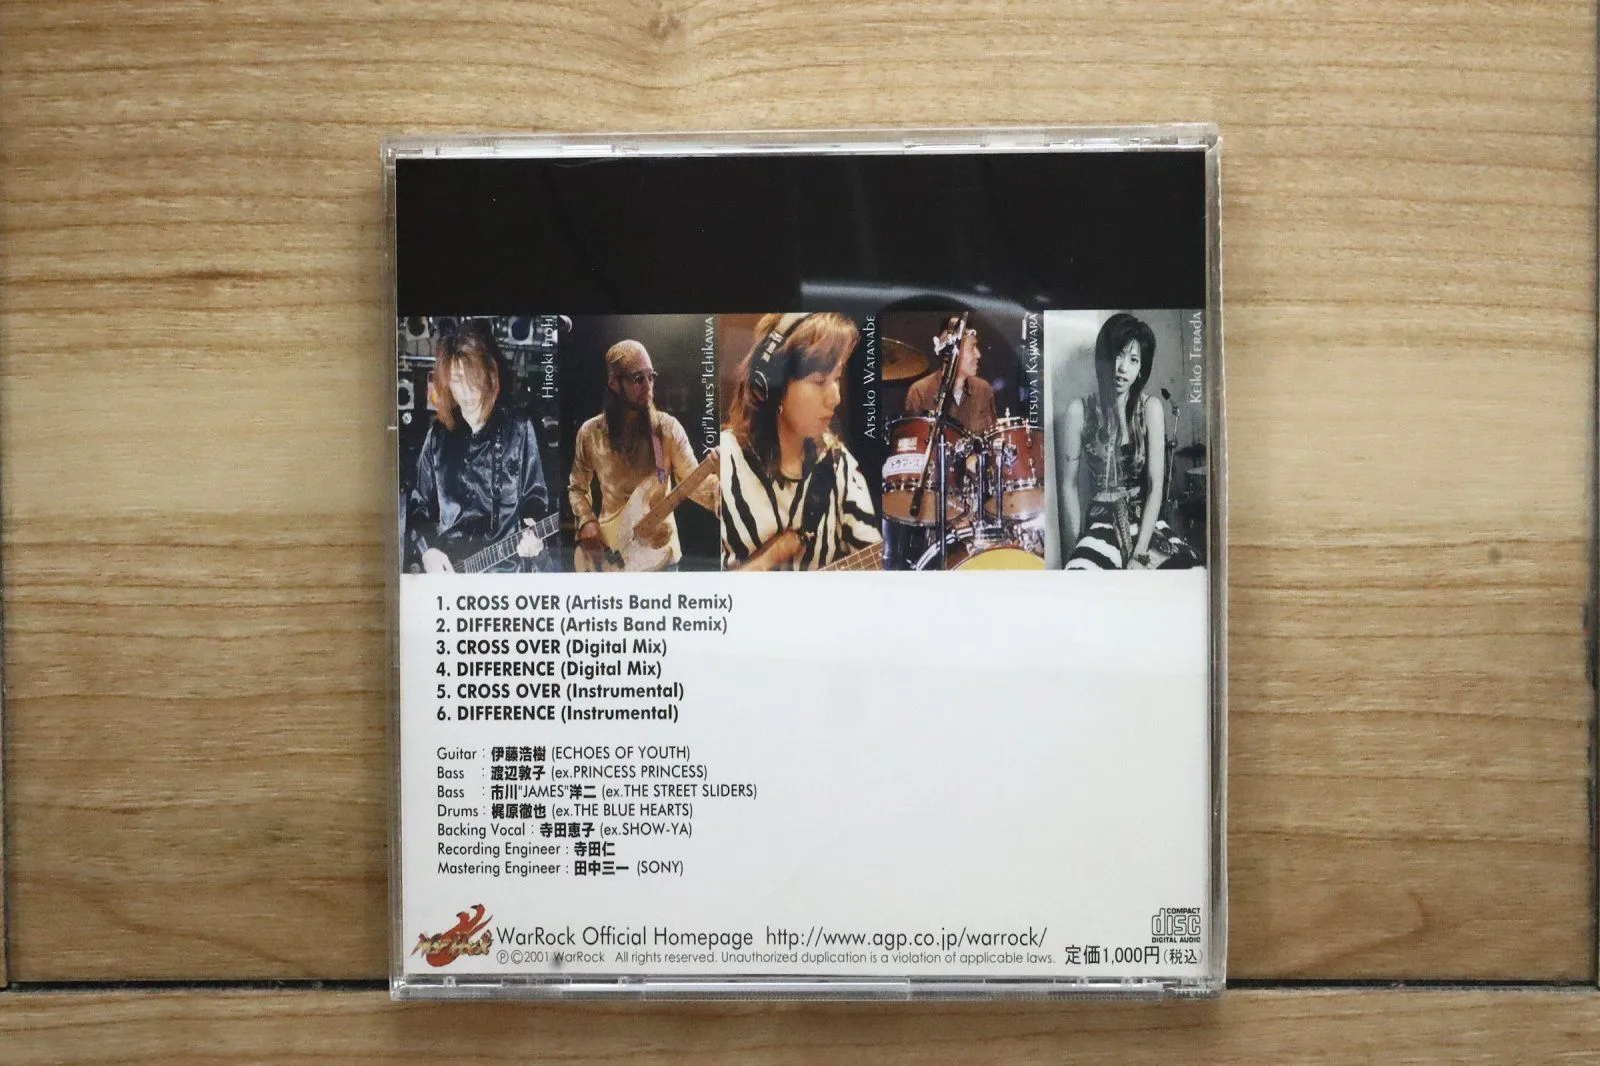 Hiroki Itoh
Yoji"James"Ichikawa
Atsuko Watanabe
Tetsuya Kajiwara
Keiko Terada
トラマース
1. CROSS OVER (Artists Band Remix)
2. DIFFERENCE (Artists Band Remix)
3. CROSS OVER (Digital Mix)
4. DIFFERENCE (Digital Mix)
5. CROSS OVER (Instrumental)
6. DIFFERENCE (Instrumental)
Guitar : 伊藤浩樹 (ECHOES OF YOUTH)
Bass : 渡辺敦子 (ex.PRINCESS PRINCESS)
Bass : 市川"JAMES"洋二 (ex.THE STREET SLIDERS)
Drums : 梶原徹也 (ex.THE BLUE HEARTS)
Backing Vocal : 寺田恵子 (ex.SHOW-YA)
Recording Engineer : 寺田仁
Mastering Engineer : 田中三一 (SONY)
WarRock
WarRock Official Homepage http://www.agp.co.jp/warrock/
Ⓟ©2001 WarRock All rights reserved. Unauthorized duplication is a violation of applicable laws.
COMPACT
disc
DIGITAL AUDIO
定価1,000円(税込)